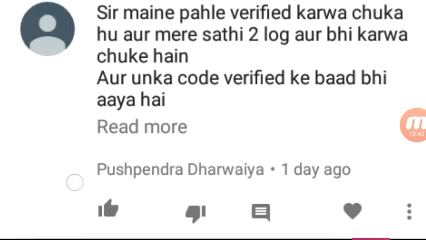 Sir maine pahle verified karwa chuka
hu aur mere sathi 2 log aur bhi karwa
chuke hain
Aur unka code verified ke baad bhi
aaya hai
Read more
Pushpendra Dharwaiya • 1 day ago